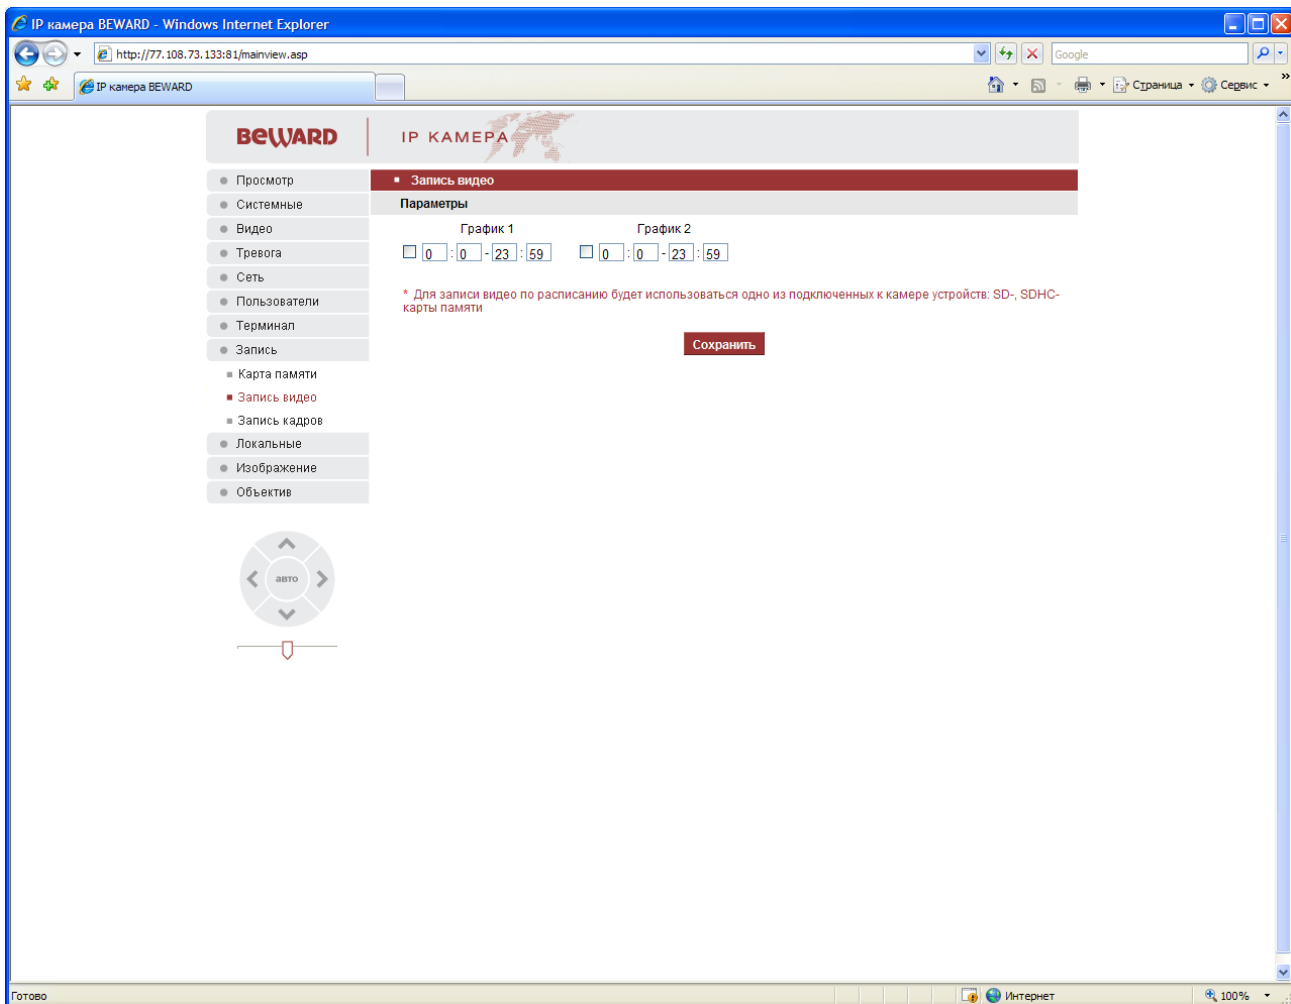 IP камера BEWARD - Windows Internet Explorer
http://77.108.73.133:81/mainview.asp
Google
IP камера BEWARD
Страница
Сервис
»
BEWARD
IP КАМЕРА
Просмотр
Системные
Видео
Тревога
Сеть
Пользователи
Терминал
Запись
Карта памяти
Запись видео
Запись кадров
Локальные
Изображение
Объектив
авто
Запись видео
Параметры
График 1 График 2
0 : 0 - 23 : 59 0 : 0 - 23 : 59
* Для записи видео по расписанию будет использоваться одно из подключенных к камере устройств: SD-, SDHC-
карты памяти
Сохранить
Готово
Интернет
100%